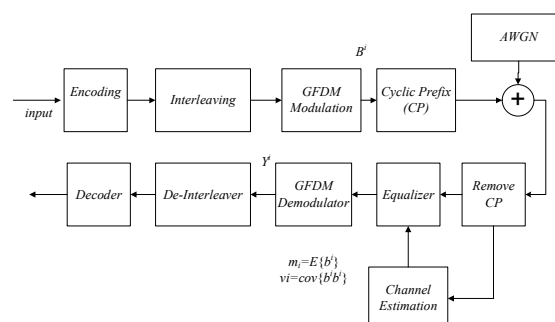 AWGN
B^i
Encoding
Interleaving
GFDM
Modulation
Cyclic Prefix
(CP)
+
input
Y^i
Decoder
De-Interleaver
GFDM
Demodulator
Equalizer
Remove
CP
m_i=E{b^i}
vi=cov{b^i b^i}
Channel
Estimation